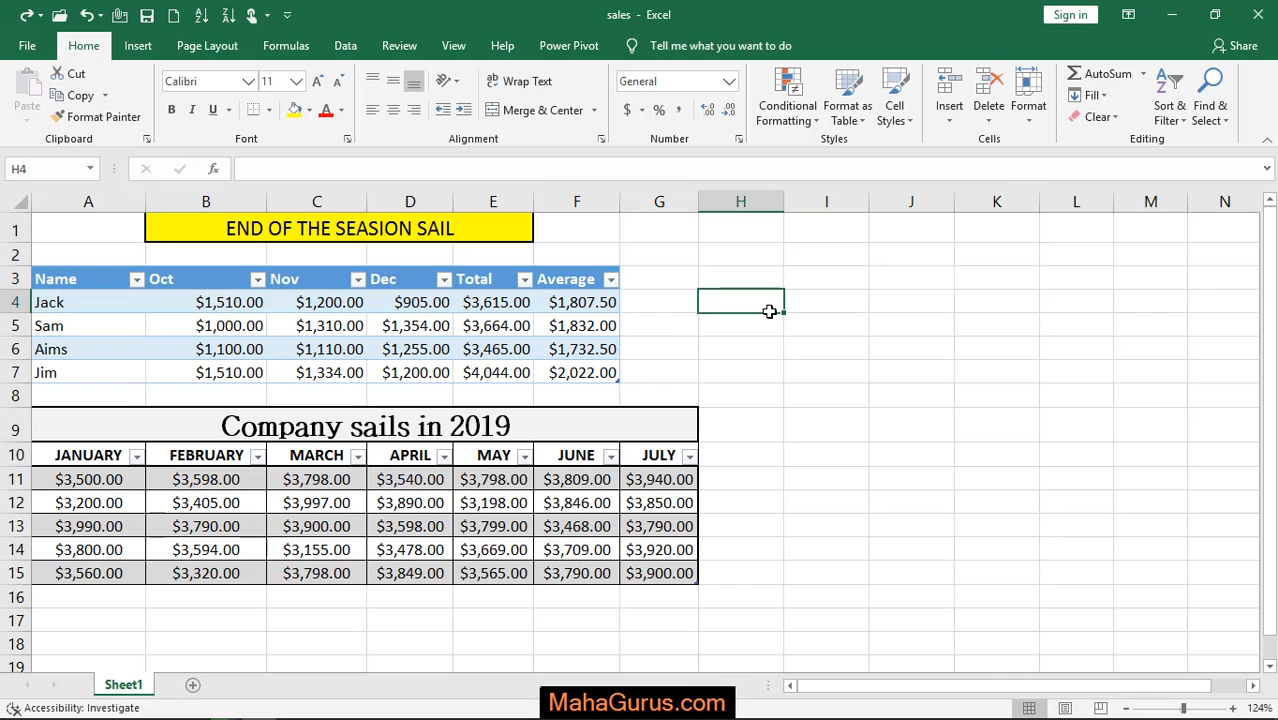 sales - Excel
Sign in
File Home Insert Page Layout Formulas Data Review View Help Power Pivot Tell me what you want to do Share
Cut
Copy
Format Painter
Paste
Clipboard
Calibri 11
B I U
Font
Wrap Text
Merge & Center
Alignment
General
$ % ,
Number
Conditional Formatting
Format as Table
Cell Styles
Styles
Insert Delete Format
Cells
AutoSum
Fill
Clear
Sort & Filter
Find & Select
Editing
H4 fx
A B C D E F G H I J K L M N
1 END OF THE SEASION SAIL
2
3 Name Oct Nov Dec Total Average
4 Jack $1,510.00 $1,200.00 $905.00 $3,615.00 $1,807.50
5 Sam $1,000.00 $1,310.00 $1,354.00 $3,664.00 $1,832.00
6 Aims $1,100.00 $1,110.00 $1,255.00 $3,465.00 $1,732.50
7 Jim $1,510.00 $1,334.00 $1,200.00 $4,044.00 $2,022.00
8
9 Company sails in 2019
10 JANUARY FEBRUARY MARCH APRIL MAY JUNE JULY
11 $3,500.00 $3,598.00 $3,798.00 $3,540.00 $3,798.00 $3,809.00 $3,940.00
12 $3,200.00 $3,405.00 $3,997.00 $3,890.00 $3,198.00 $3,846.00 $3,850.00
13 $3,990.00 $3,790.00 $3,900.00 $3,598.00 $3,799.00 $3,468.00 $3,790.00
14 $3,800.00 $3,594.00 $3,155.00 $3,478.00 $3,669.00 $3,709.00 $3,920.00
15 $3,560.00 $3,320.00 $3,798.00 $3,849.00 $3,565.00 $3,790.00 $3,900.00
16
17
18
19
Sheet1
Accessibility: Investigate
MahaGurus.com
124%